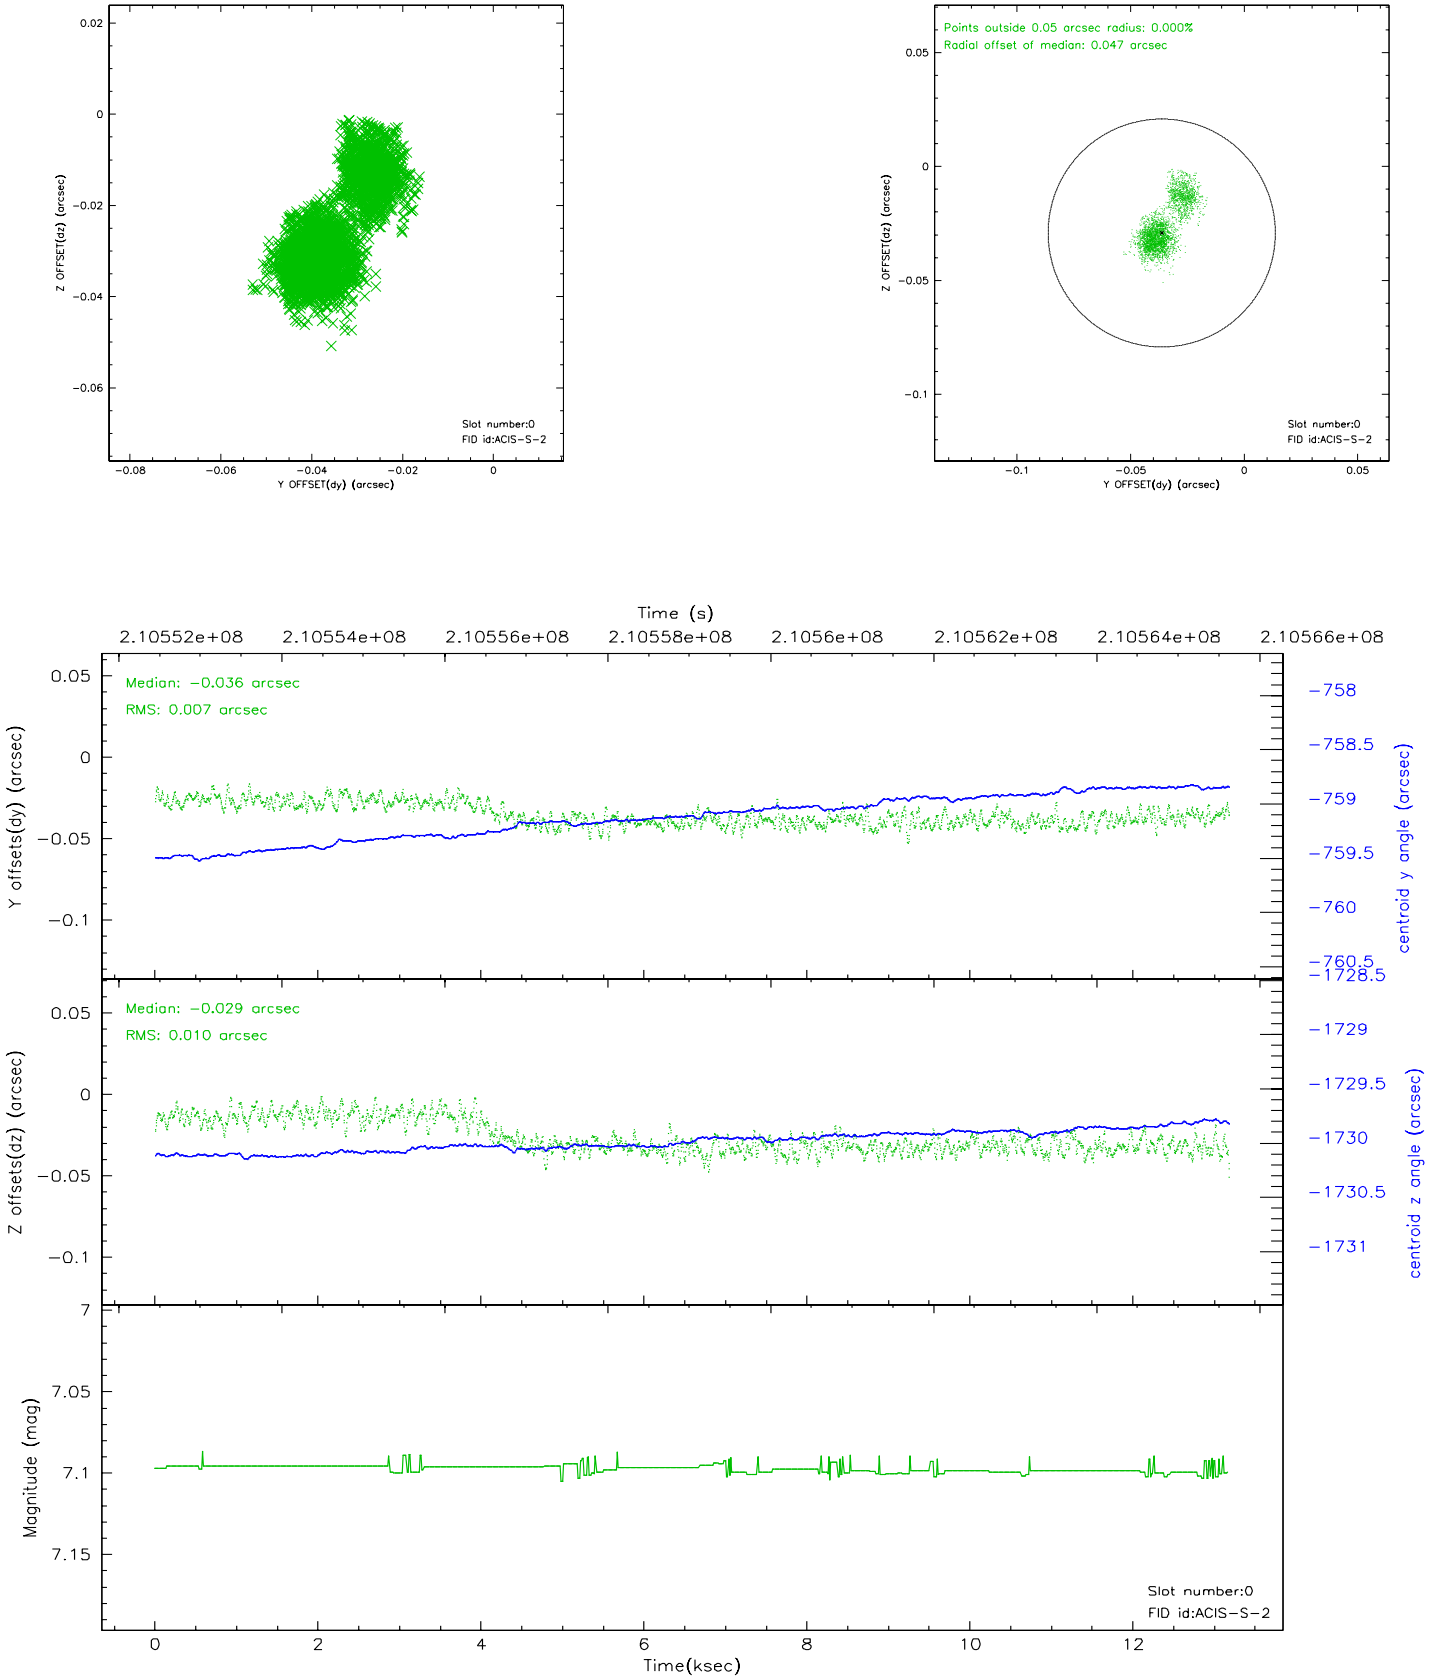 0.02
0
−0.02
−0.04
−0.06
Z OFFSET(dz) (arcsec)
Slot number:0
FID id:ACIS−S−2
−0.08 −0.06 −0.04 −0.02 0
Y OFFSET(dy) (arcsec)
Points outside 0.05 arcsec radius: 0.000%
Radial offset of median: 0.047 arcsec
0.05
0
−0.05
−0.1
Z OFFSET(dz) (arcsec)
Slot number:0
FID id:ACIS−S−2
−0.1 −0.05 0 0.05
Y OFFSET(dy) (arcsec)
Time (s)
2.10552e+08 2.10554e+08 2.10556e+08 2.10558e+08 2.1056e+08 2.10562e+08 2.10564e+08 2.10566e+08
Median: −0.036 arcsec
RMS: 0.007 arcsec
0.05
0
−0.05
−0.1
Y offsets(dy) (arcsec)
−758
−758.5
−759
−759.5
−760
−760.5
centroid y angle (arcsec)
Median: −0.029 arcsec
RMS: 0.010 arcsec
0.05
0
−0.05
−0.1
Z offsets(dz) (arcsec)
−1728.5
−1729
−1729.5
−1730
−1730.5
−1731
centroid z angle (arcsec)
7
7.05
7.1
7.15
Magnitude (mag)
Slot number:0
FID id:ACIS−S−2
0 2 4 6 8 10 12
Time(ksec)